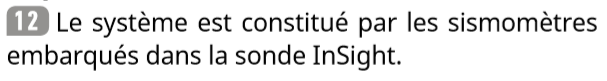 12 Le système est constitué par les sismomètres
embarqués dans la sonde InSight.